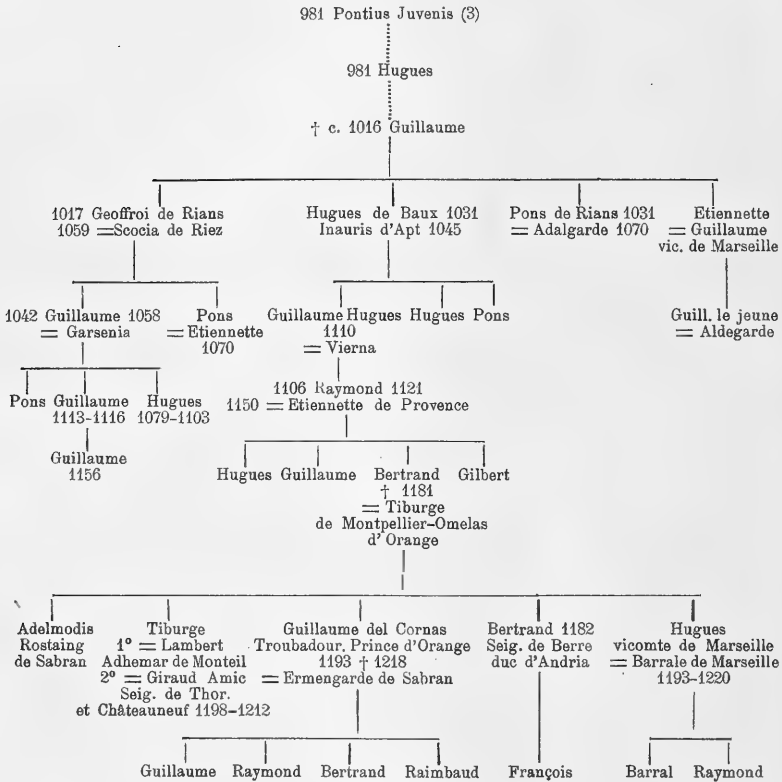 981 Pontius Juvenis (3)
981 Hugues
† c. 1016 Guillaume
1017 Geoffroi de Rians
1059 = Scocia de Riez
Hugues de Baux 1031
Inauris d'Apt 1045
Pons de Rians 1031
= Adalgarde 1070
Etiennette
= Guillaume
vic. de Marseille
1042 Guillaume 1058
= Garsenia
Pons
= Etiennette
1070
Guillaume Hugues
1110
= Vierna
Hugues
Pons
Guill. le jeune
= Aldegarde
Pons
Guillaume
1113-1116
Hugues
1079-1103
1106 Raymond 1121
1150 = Etiennette de Provence
Guillaume
1156
Hugues
Guillaume
Bertrand
† 1181
= Tiburge
de Montpellier-Omelas
d'Orange
Gilbert
Adelmodis
Rostaing
de Sabran
Tiburge
1º = Lambert
Adhemar de Monteil
2º = Giraud Amic
Seig. de Thor.
et Châteauneuf 1198-1212
Guillaume del Cornas
Troubadour, Prince d'Orange
1193 † 1218
= Ermengarde de Sabran
Bertrand 1182
Seig. de Berre
duc d'Andria
Hugues
vicomte de Marseille
= Barrale de Marseille
1193-1220
Guillaume
Raymond
Bertrand
Raimbaud
François
Barral
Raymond